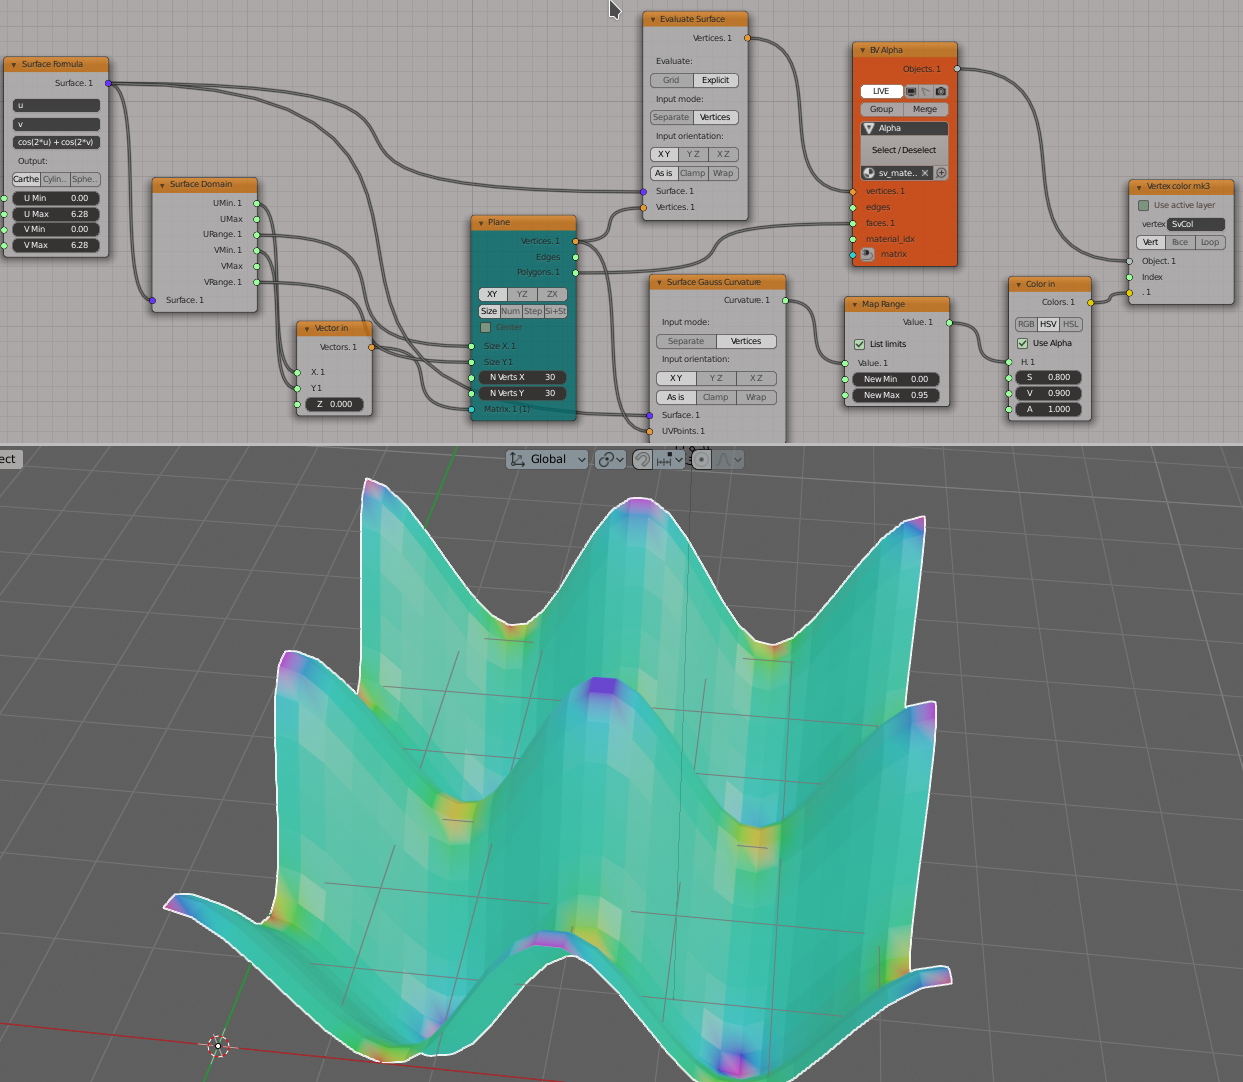 Surface Formula
Surface. 1
u
v
cos(2*u) + cos(2*v)
Output:
Carthe Cylin.. Sphe..
U Min 0.00
U Max 6.28
V Min 0.00
V Max 6.28
Surface Domain
UMin. 1
UMax
URange. 1
VMin. 1
VMax
VRange. 1
Surface. 1
Vector in
Vectors. 1
X. 1
Y. 1
Z 0.000
Plane
Vertices. 1
Edges
Polygons. 1
XY YZ ZX
Size Num Step Si+St
Center
Size X. 1
Size Y. 1
N Verts X 30
N Verts Y 30
Matrix. 1 (1)
Evaluate Surface
Vertices. 1
Evaluate:
Grid Explicit
Input mode:
Separate Vertices
Input orientation:
X Y Y Z X Z
As is Clamp Wrap
Surface. 1
Vertices. 1
Surface Gauss Curvature
Curvature. 1
Input mode:
Separate Vertices
Input orientation:
X Y Y Z X Z
As is Clamp Wrap
Surface. 1
UVPoints. 1
BV Alpha
Objects. 1
LIVE
Group Merge
Alpha
Select / Deselect
sv_mate..
vertices. 1
edges
faces. 1
material_idx
matrix
Map Range
Value. 1
List limits
Value. 1
New Min 0.00
New Max 0.95
Color in
Colors. 1
RGB HSV HSL
Use Alpha
H. 1
S 0.800
V 0.900
A 1.000
Vertex color mk3
Use active layer
vertex SvCol
Vert Face Loop
Object. 1
Index
. 1
ect
Global